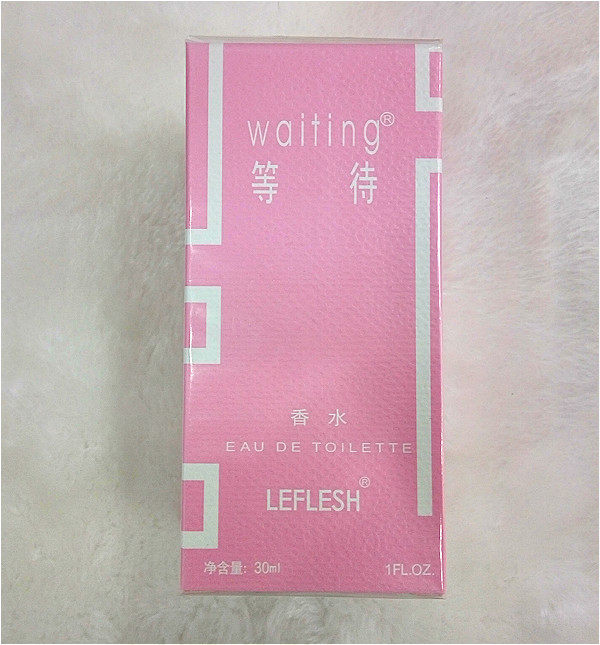 waiting®
等 待
香 水
EAU DE TOILETTE
LEFLESH®
净含量: 30ml 1FL.OZ.